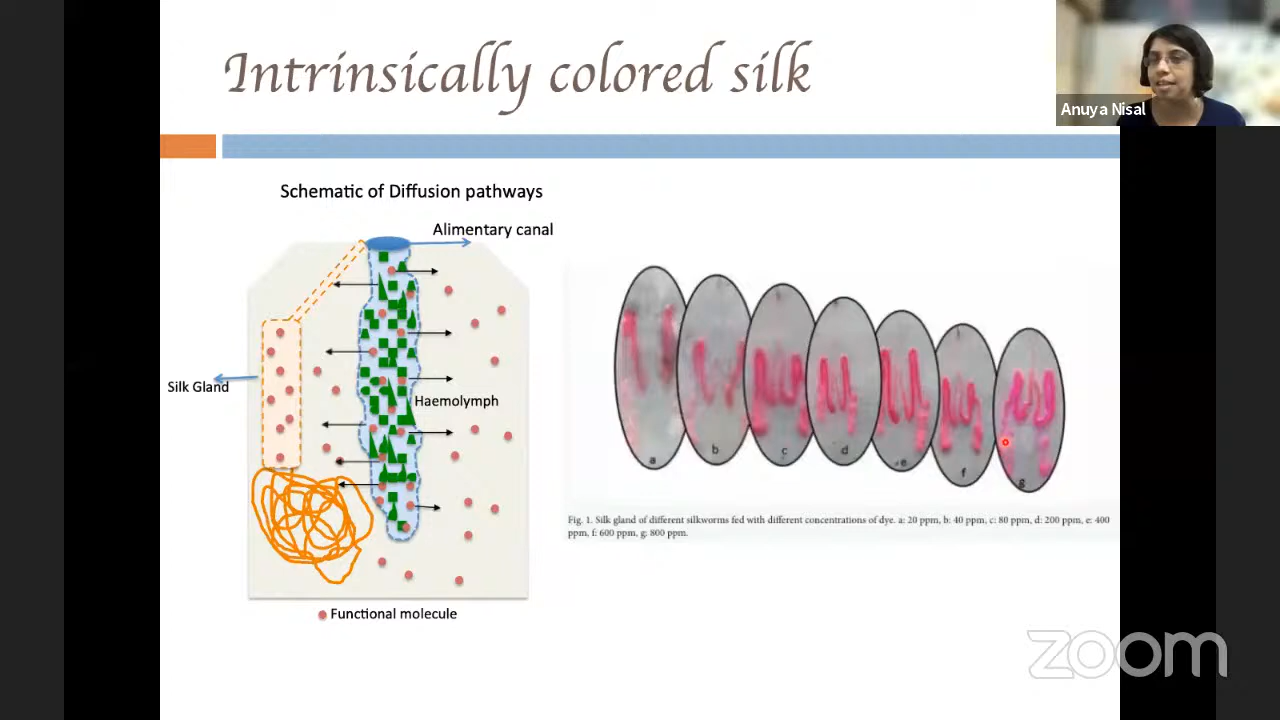 Intrinsically colored silk
Anuya Nisal
Schematic of Diffusion pathways
Alimentary canal
Silk Gland
Haemolymph
Functional molecule
a
b
c
d
e
f
g
Fig. 1. Silk gland of different silkworms fed with different concentrations of dye. a: 20 ppm, b: 40 ppm, c: 80 ppm, d: 200 ppm, e: 400
ppm, f: 600 ppm, g: 800 ppm.
zoom